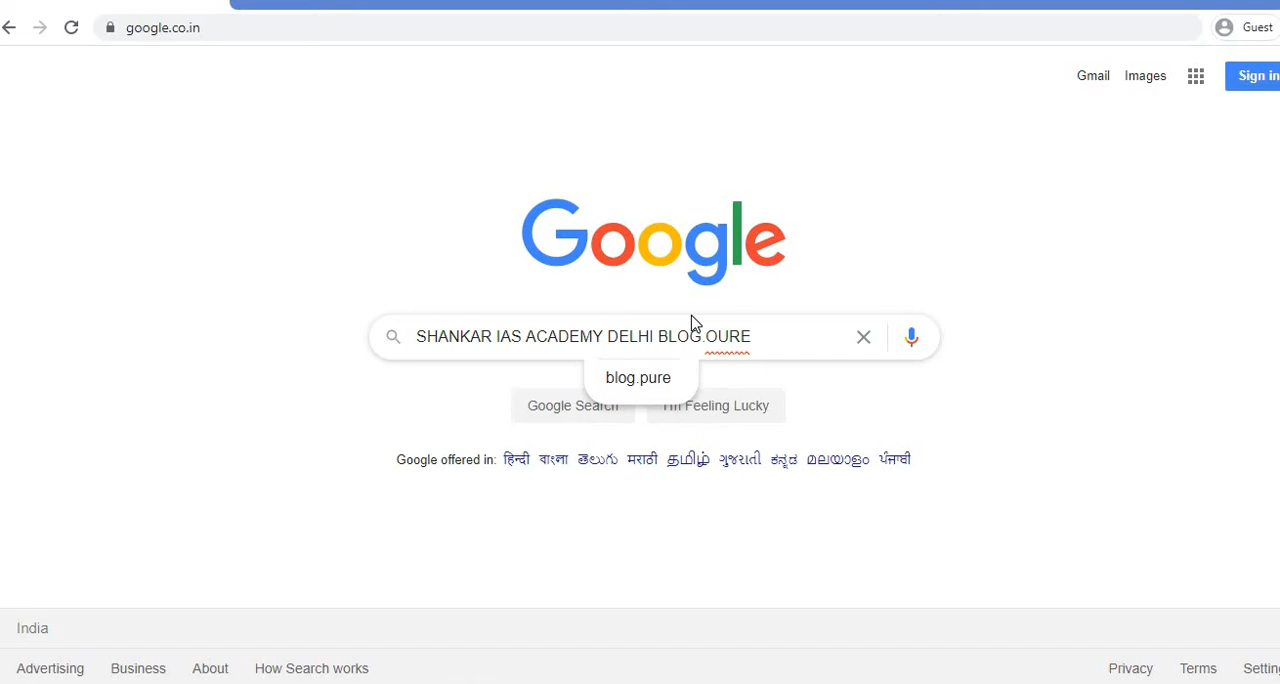 google.co.in
Guest
Gmail Images
Sign in
Google
SHANKAR IAS ACADEMY DELHI BLOG.OURE
blog.pure
Google Search I'm Feeling Lucky
Google offered in: हिन्दी বাংলা తెలుగు मराठी தமிழ் ગુજરાતી ಕನ್ನಡ മലയാളം ਪੰਜਾਬੀ
India
Advertising Business About How Search works
Privacy Terms Setting